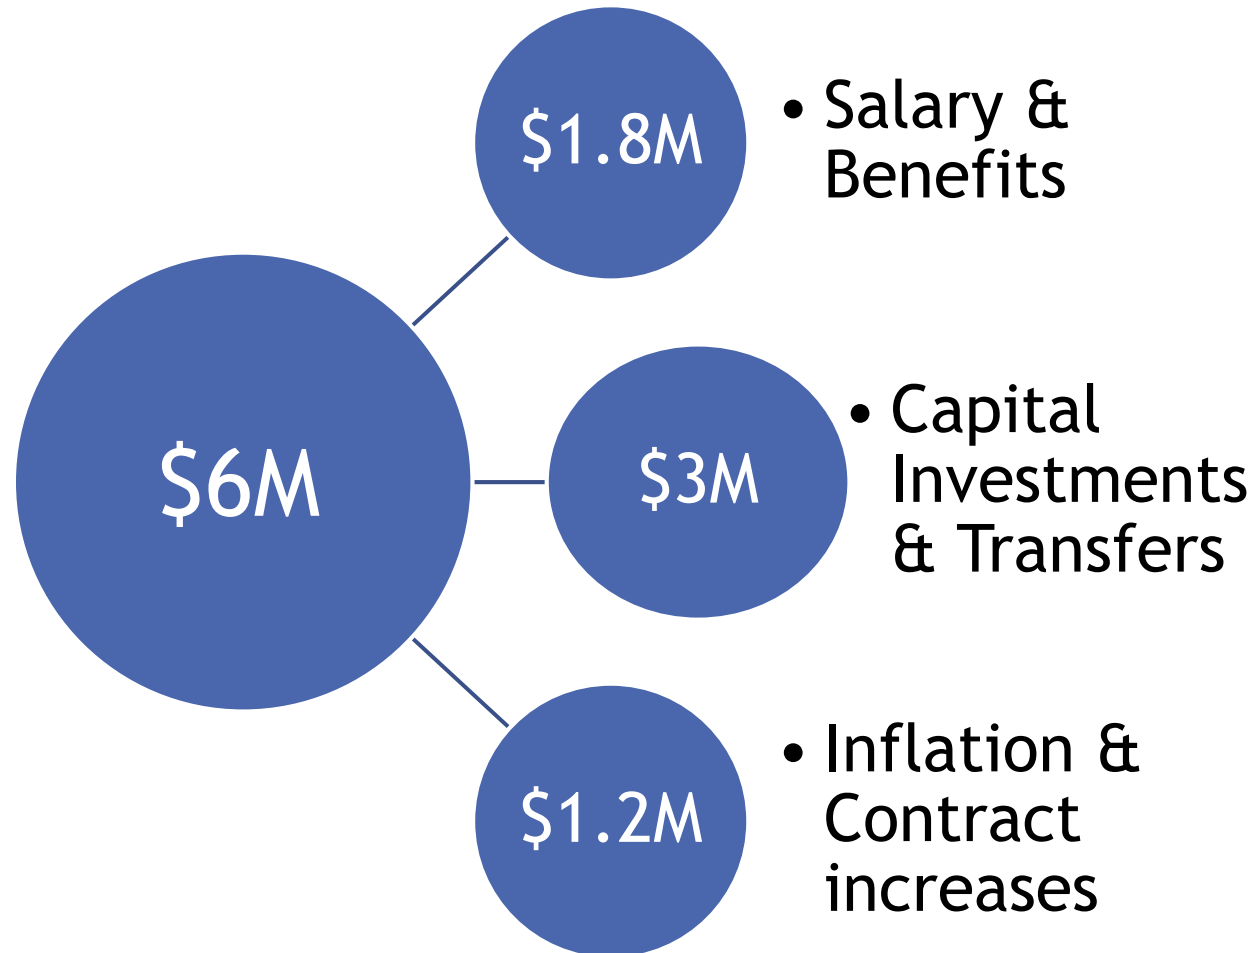 $1.8M
• Salary &
Benefits
$6M
$3M
• Capital
Investments
& Transfers
$1.2M
• Inflation &
Contract
increases